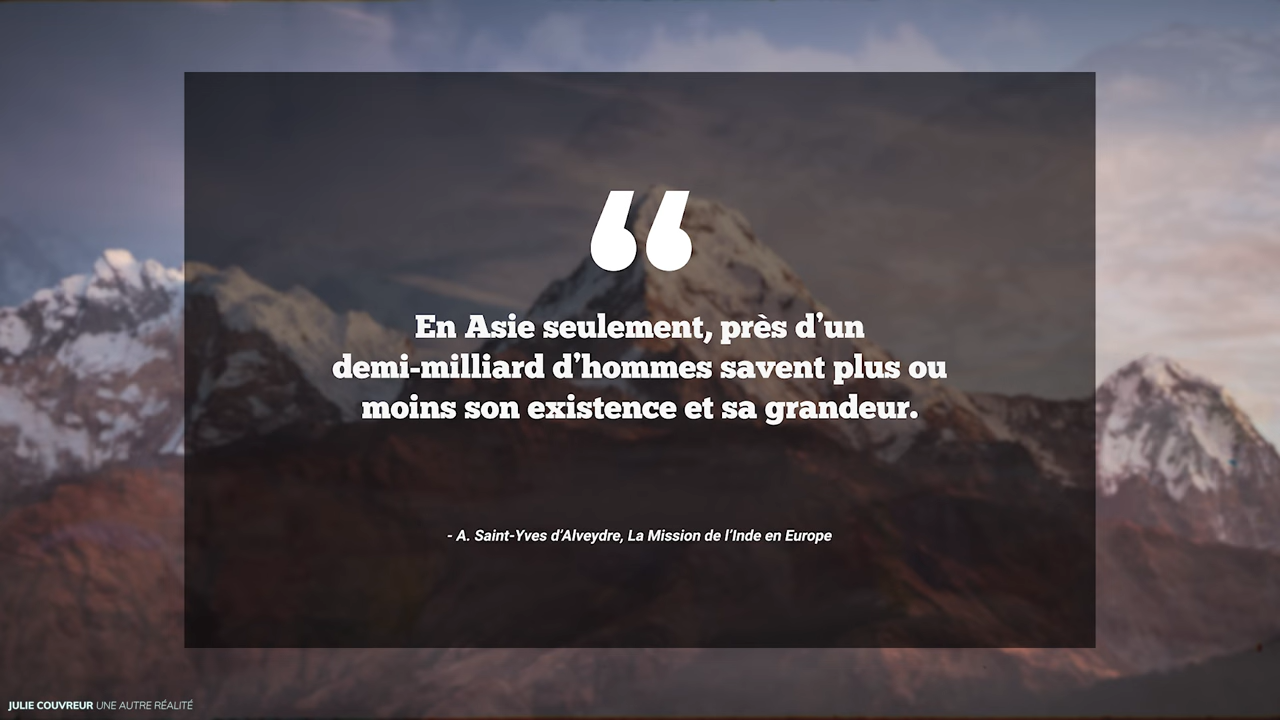 “
En Asie seulement, près d’un
demi-milliard d’hommes savent plus ou
moins son existence et sa grandeur.
- A. Saint-Yves d’Alveydre, La Mission de l’Inde en Europe
JULIE COUVREUR UNE AUTRE RÉALITÉ